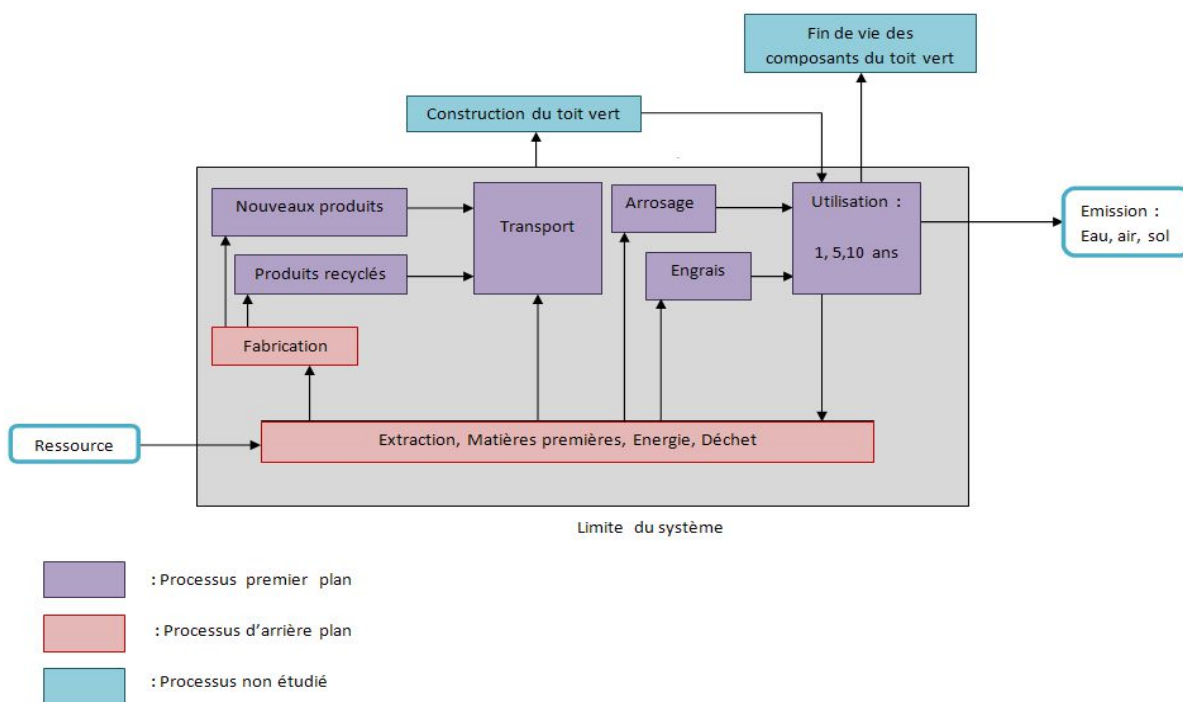 Fin de vie des
composants du toit vert
Construction du toit vert
Nouveaux produits
Transport
Arrosage
Utilisation :
1, 5,10 ans
Emission :
Eau, air, sol
Produits recyclés
Engrais
Fabrication
Ressource
Extraction, Matières premières, Energie, Déchet
Limite du système
: Processus premier plan
: Processus d’arrière plan
: Processus non étudié